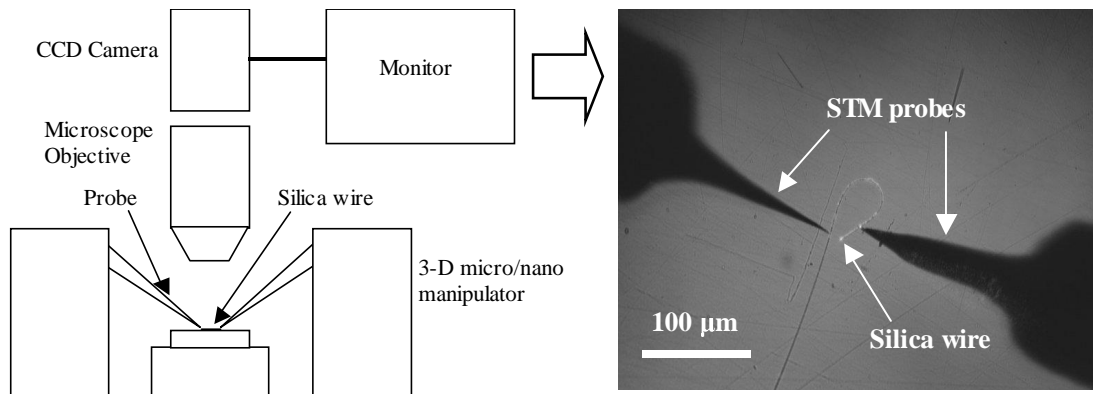 CCD Camera
Monitor
Microscope
Objective
Probe
Silica wire
3-D micro/nano
manipulator
STM probes
100 µm
Silica wire